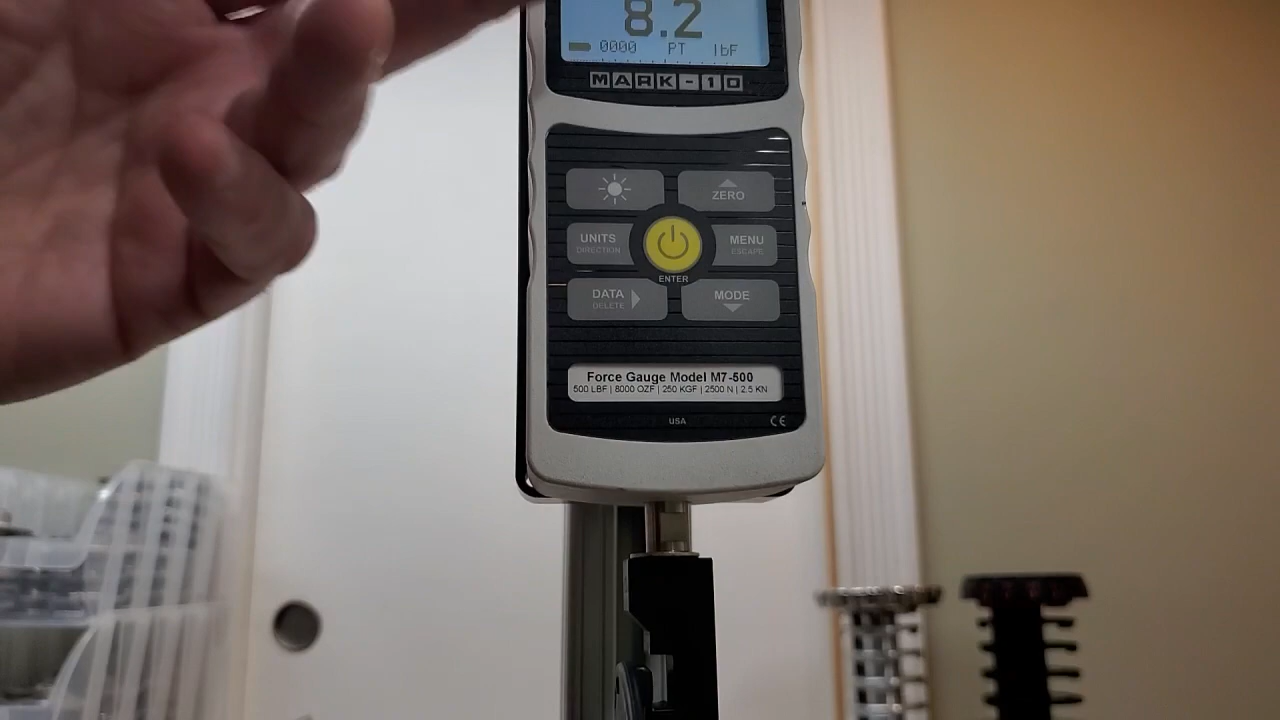 8.2
0000 PT lbF
MARK-10
ZERO
UNITS
DIRECTION
MENU
ESCAPE
ENTER
DATA
DELETE
MODE
Force Gauge Model M7-500
500 LBF | 8000 OZF | 250 KGF | 2500 N | 2.5 KN
USA
CE